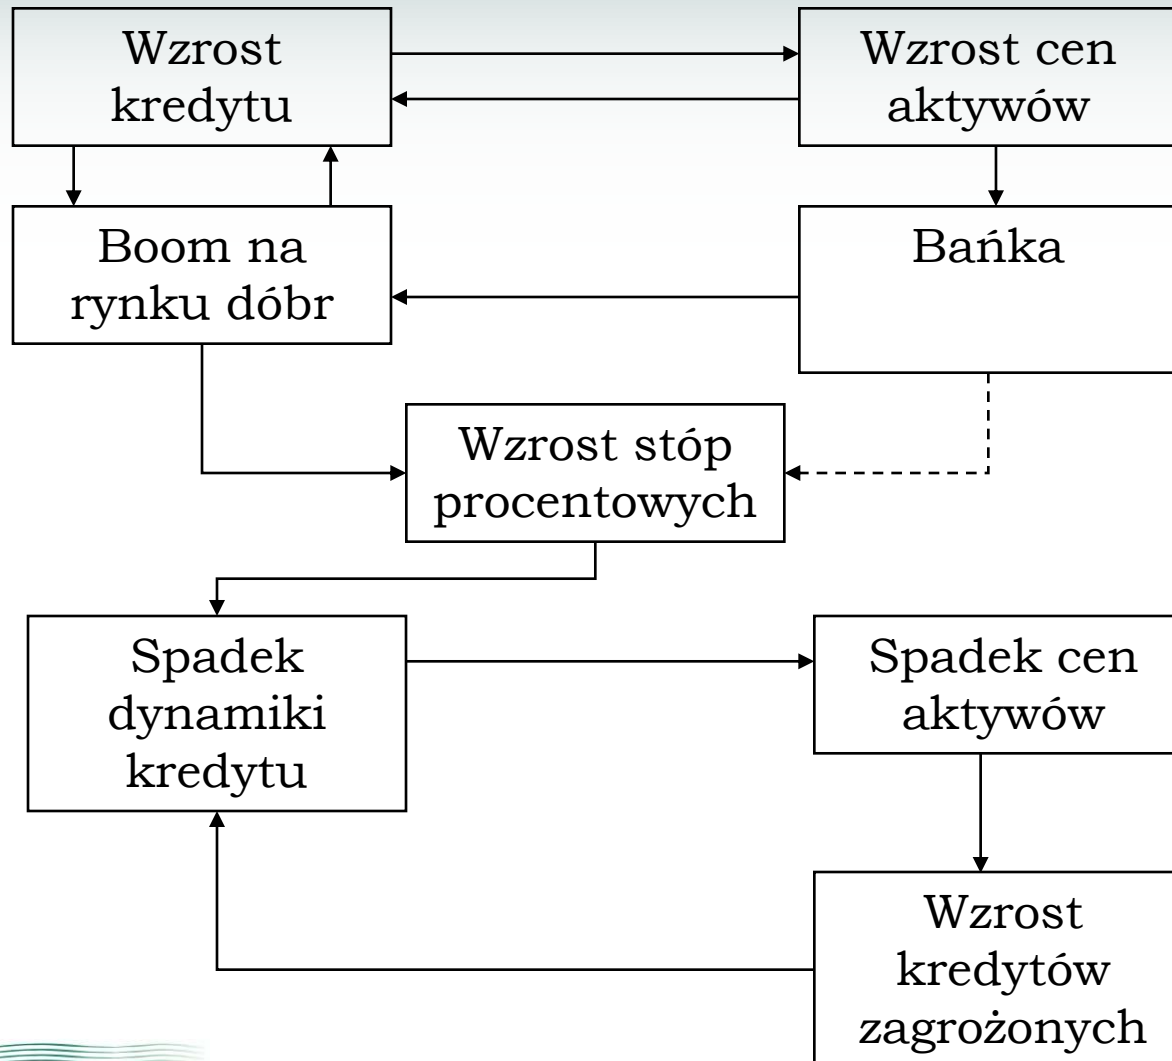 Wzrost
kredytu
Wzrost cen
aktywów
Boom na
rynku dóbr
Bańka
Wzrost stóp
procentowych
Spadek
dynamiki
kredytu
Spadek cen
aktywów
Wzrost
kredytów
zagrożonych